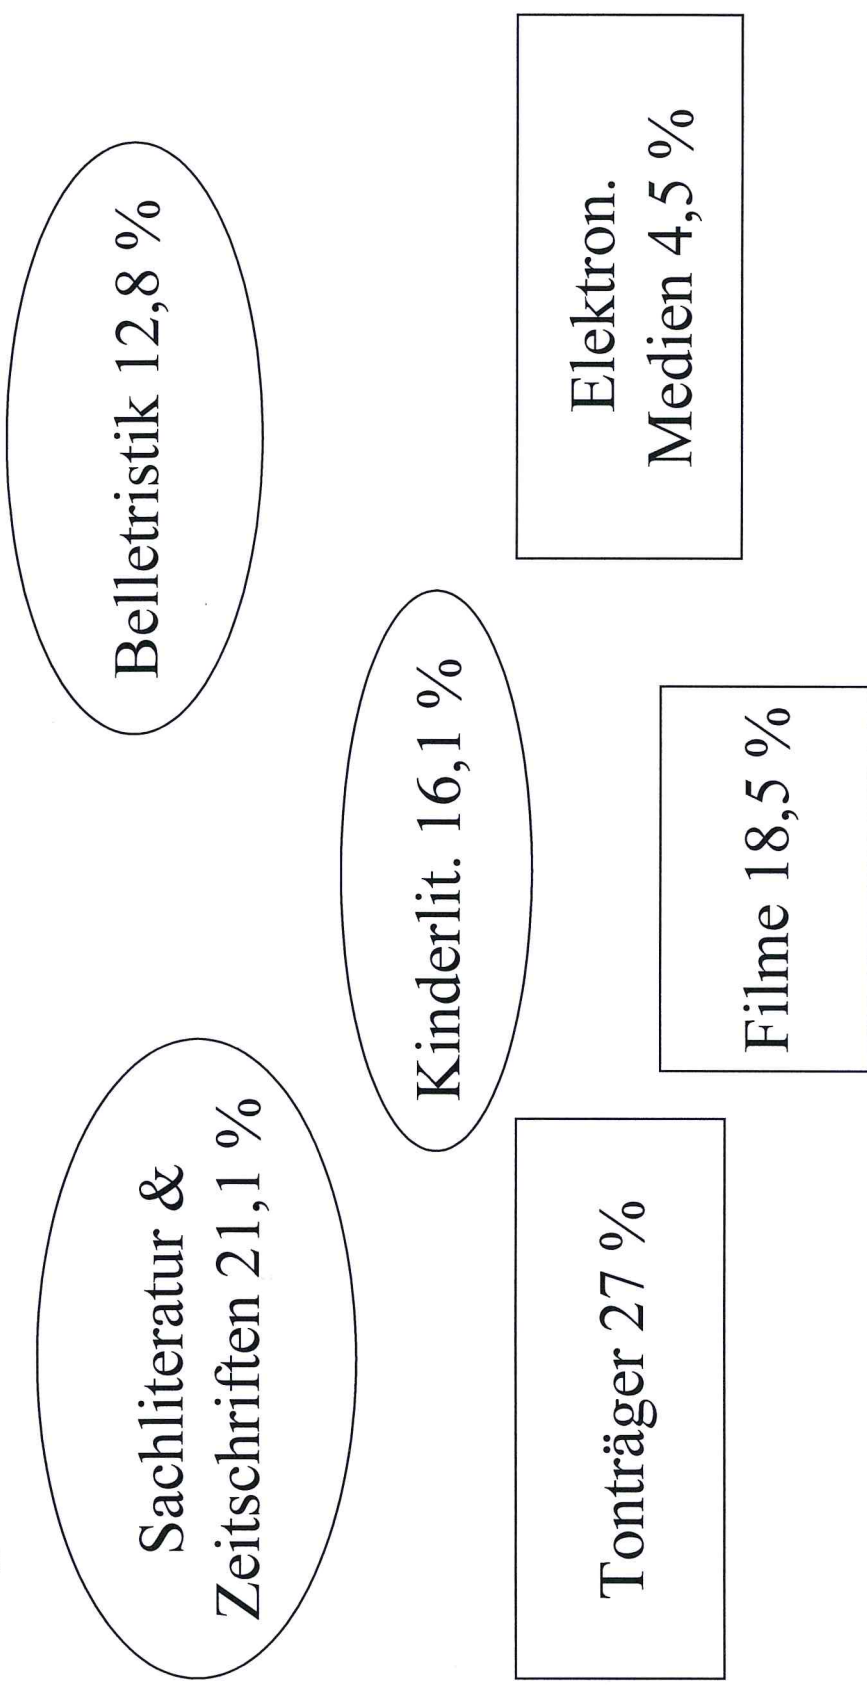 Sachliteratur &
Zeitschriften 21,1 %
Belletristik 12,8 %
Kinderlit. 16,1 %
Tonträger 27 %
Elektron.
Medien 4,5 %
Filme 18,5 %